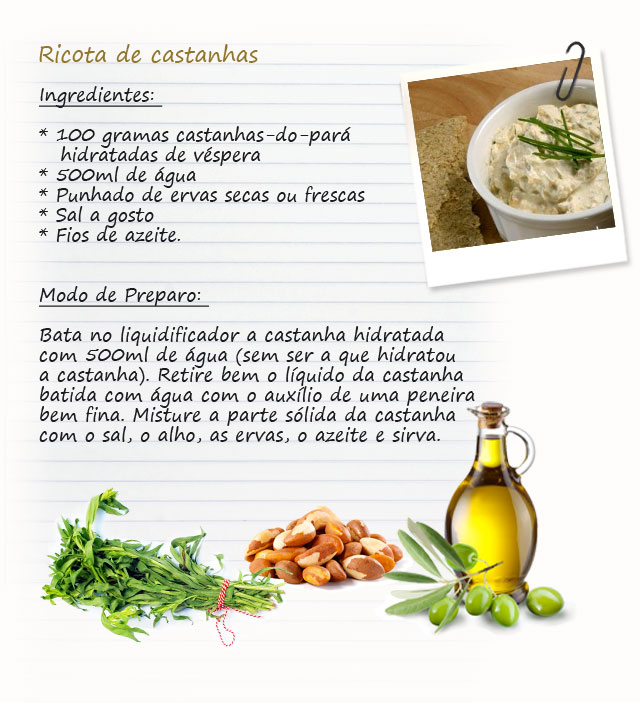 Ricota de castanhas
Ingredientes:
* 100 gramas castanhas-do-pará
hidratadas de véspera
* 500ml de água
* Punhado de ervas secas ou frescas
* Sal a gosto
* Fios de azeite.
Modo de Preparo:
Bata no liquidificador a castanha hidratada
com 500ml de água (sem ser a que hidratou
a castanha). Retire bem o líquido da castanha
batida com água com o auxílio de uma peneira
bem fina. Misture a parte sólida da castanha
com o sal, o alho, as ervas, o azeite e sirva.